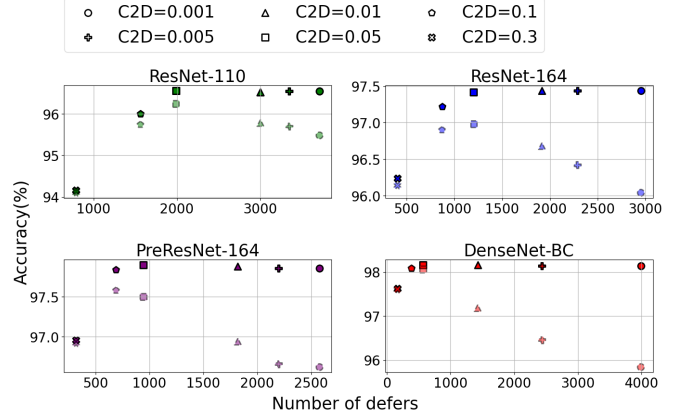 C2D=0.001 C2D=0.01 C2D=0.1
C2D=0.005 C2D=0.05 C2D=0.3
ResNet-110
96
95
94
1000 2000 3000
ResNet-164
97.5
97.0
96.5
96.0
500 1000 1500 2000 2500 3000
Accuracy(%)
PreResNet-164
97.5
97.0
500 1000 1500 2000 2500
DenseNet-BC
98
97
96
0 1000 2000 3000 4000
Number of defers